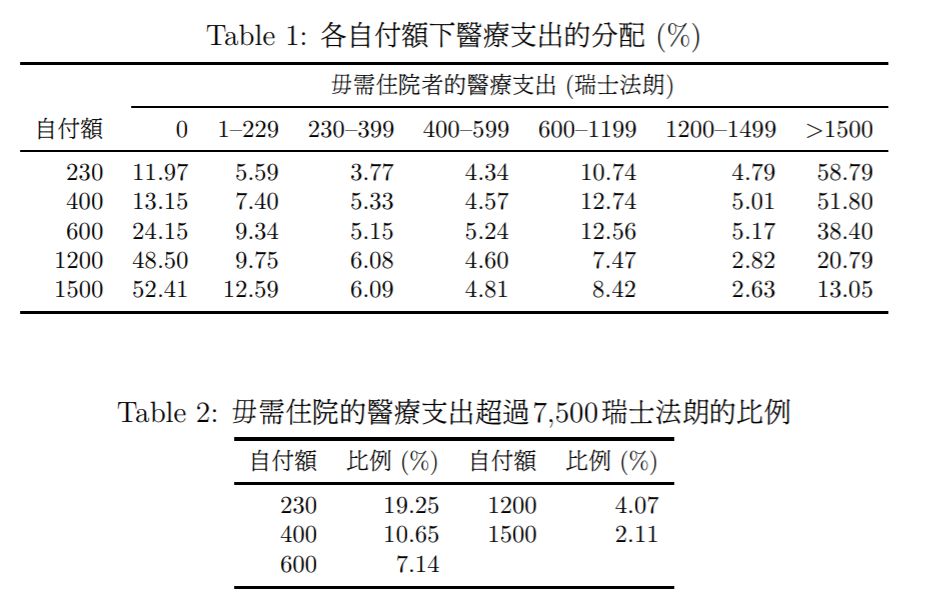 Table 1: 各自付額下醫療支出的分配 (%)
毋需住院者的醫療支出 (瑞士法朗)
自付額 0 1–229 230–399 400–599 600–1199 1200–1499 >1500
230 11.97 5.59 3.77 4.34 10.74 4.79 58.79
400 13.15 7.40 5.33 4.57 12.74 5.01 51.80
600 24.15 9.34 5.15 5.24 12.56 5.17 38.40
1200 48.50 9.75 6.08 4.60 7.47 2.82 20.79
1500 52.41 12.59 6.09 4.81 8.42 2.63 13.05
Table 2: 毋需住院的醫療支出超過7,500瑞士法朗的比例
自付額 比例 (%) 自付額 比例 (%)
230 19.25 1200 4.07
400 10.65 1500 2.11
600 7.14